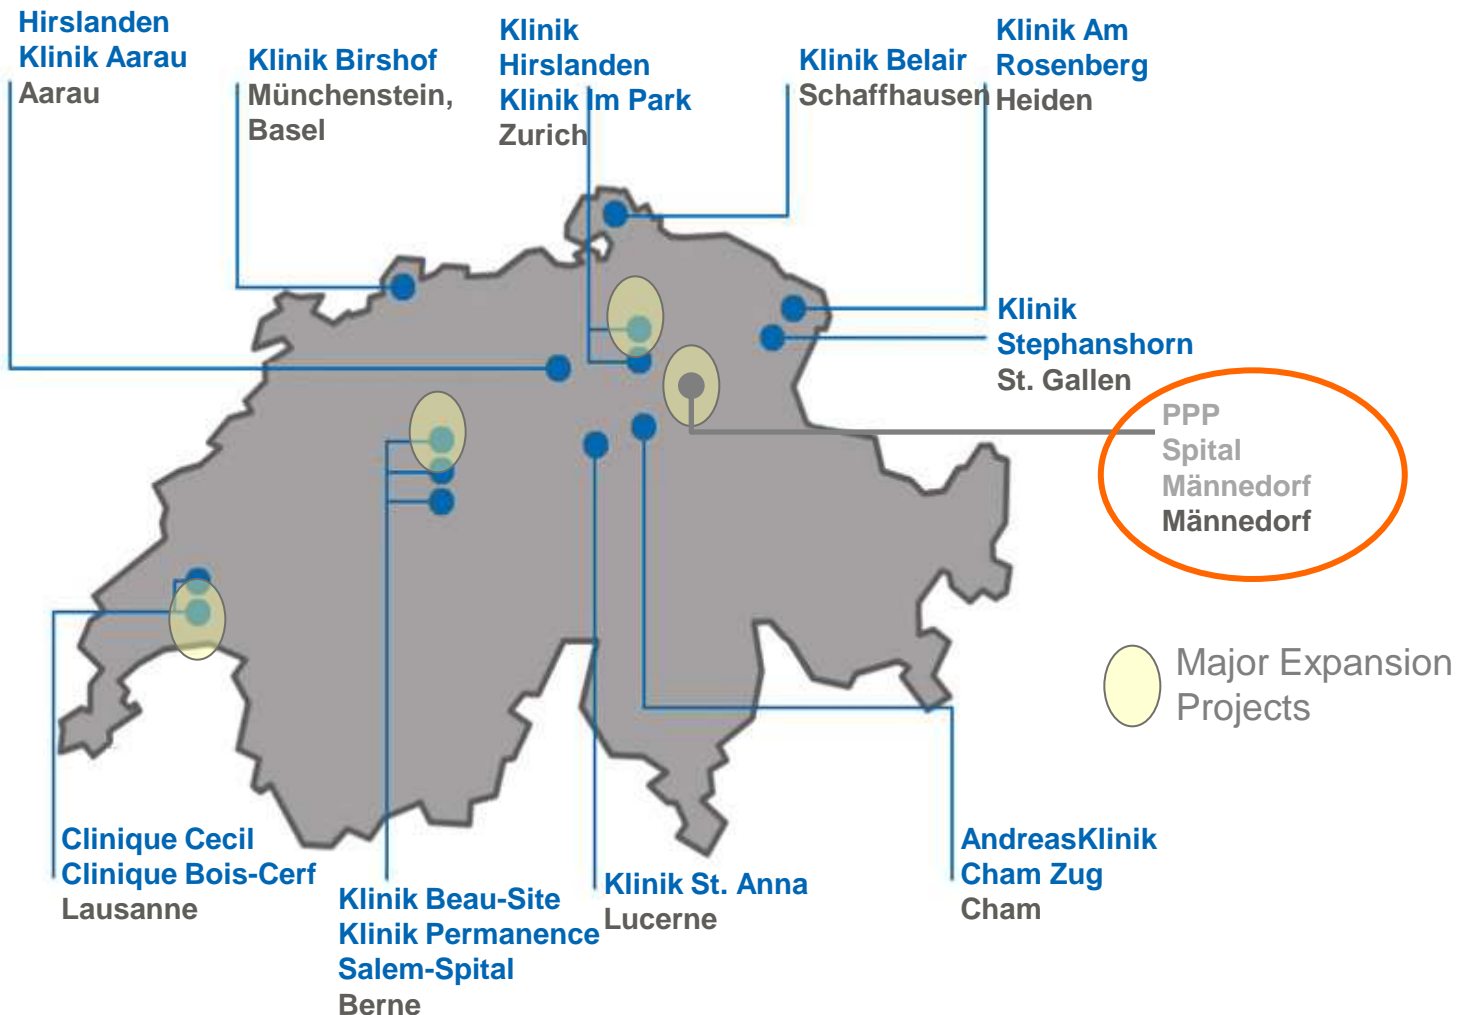 Hirslanden
Klinik Aarau
Aarau
Klinik Birshof
Münchenstein,
Basel
Klinik
Hirslanden
Klinik Im Park
Zurich
Klinik Belair
Schaffhausen
Klinik Am
Rosenberg
Heiden
Klinik
Stephanshorn
St. Gallen
PPP
Spital
Männedorf
Männedorf
Major Expansion
Projects
Clinique Cecil
Clinique Bois-Cerf
Lausanne
Klinik Beau-Site
Klinik Permanence
Salem-Spital
Berne
Klinik St. Anna
Lucerne
AndreasKlinik
Cham Zug
Cham